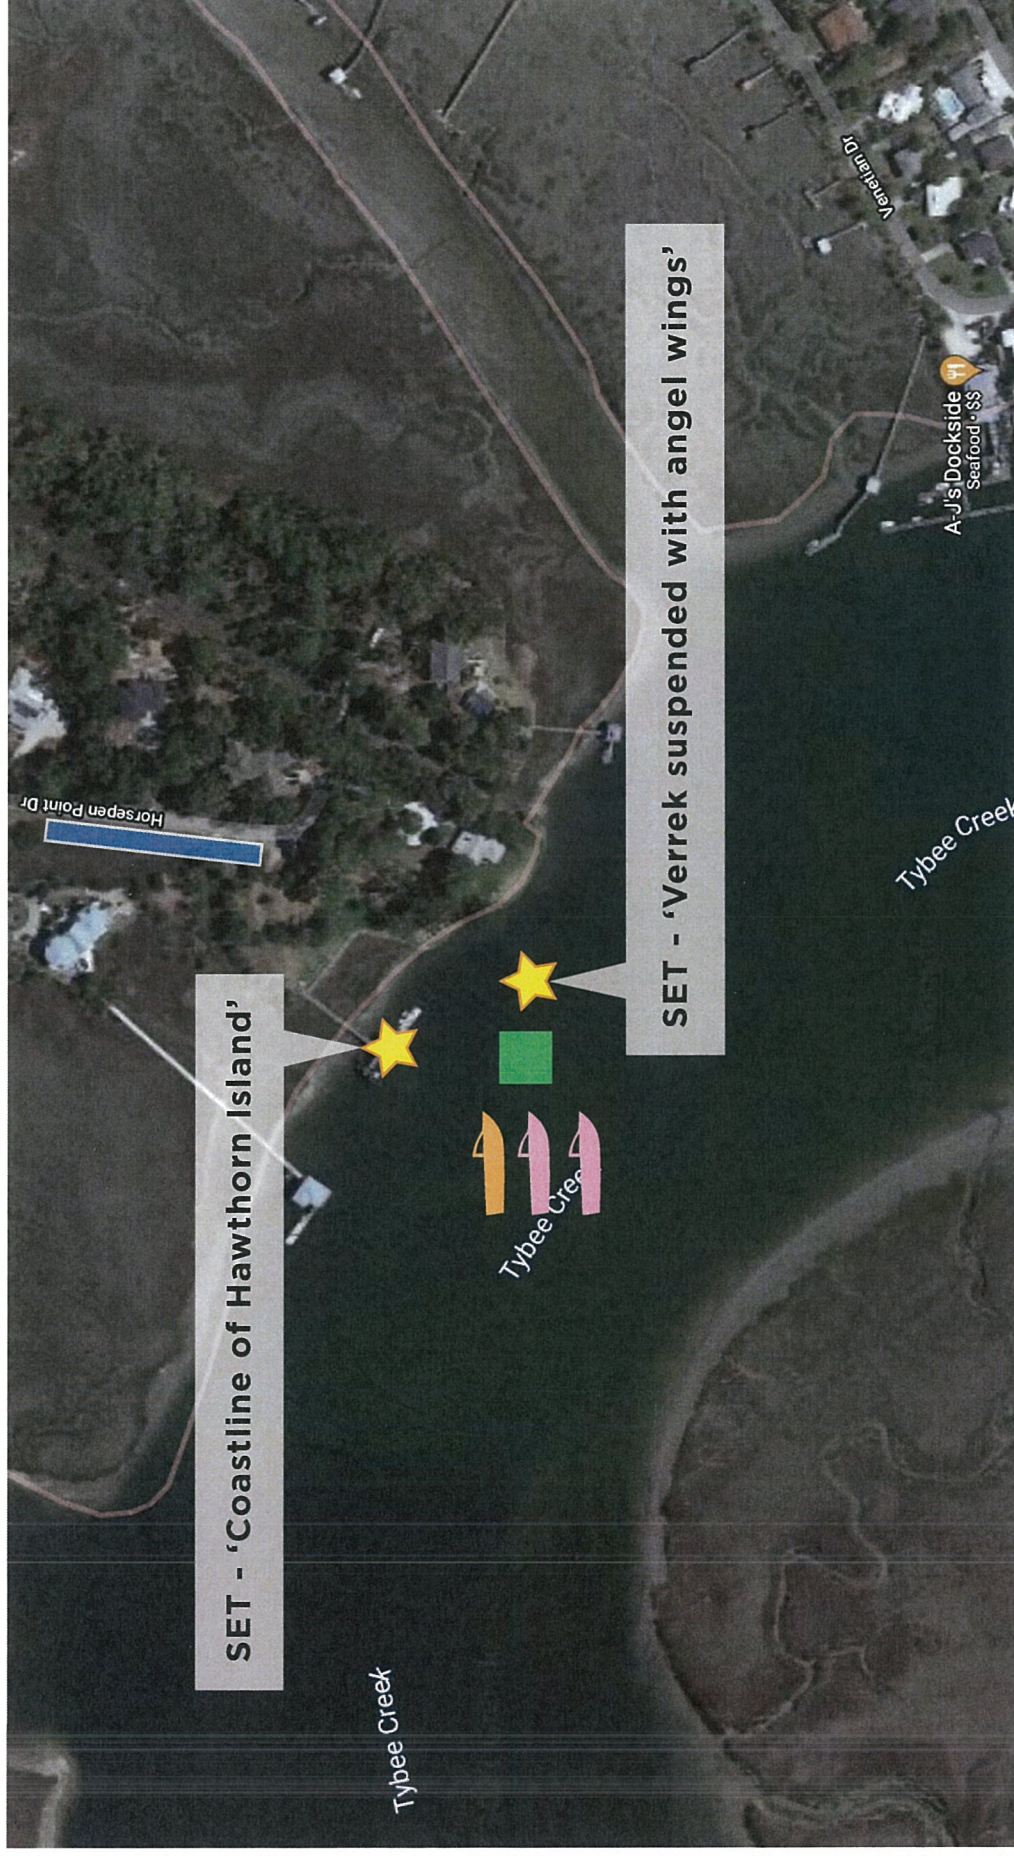 SET - ‘Coastline of Hawthorn Island’
SET - ‘Verrek suspended with angel wings’
Horsepen Point Dr
Venetian Dr
A-J's Dockside
Seafood · $$
Tybee Creek
Tybee Creek
Tybee Creek